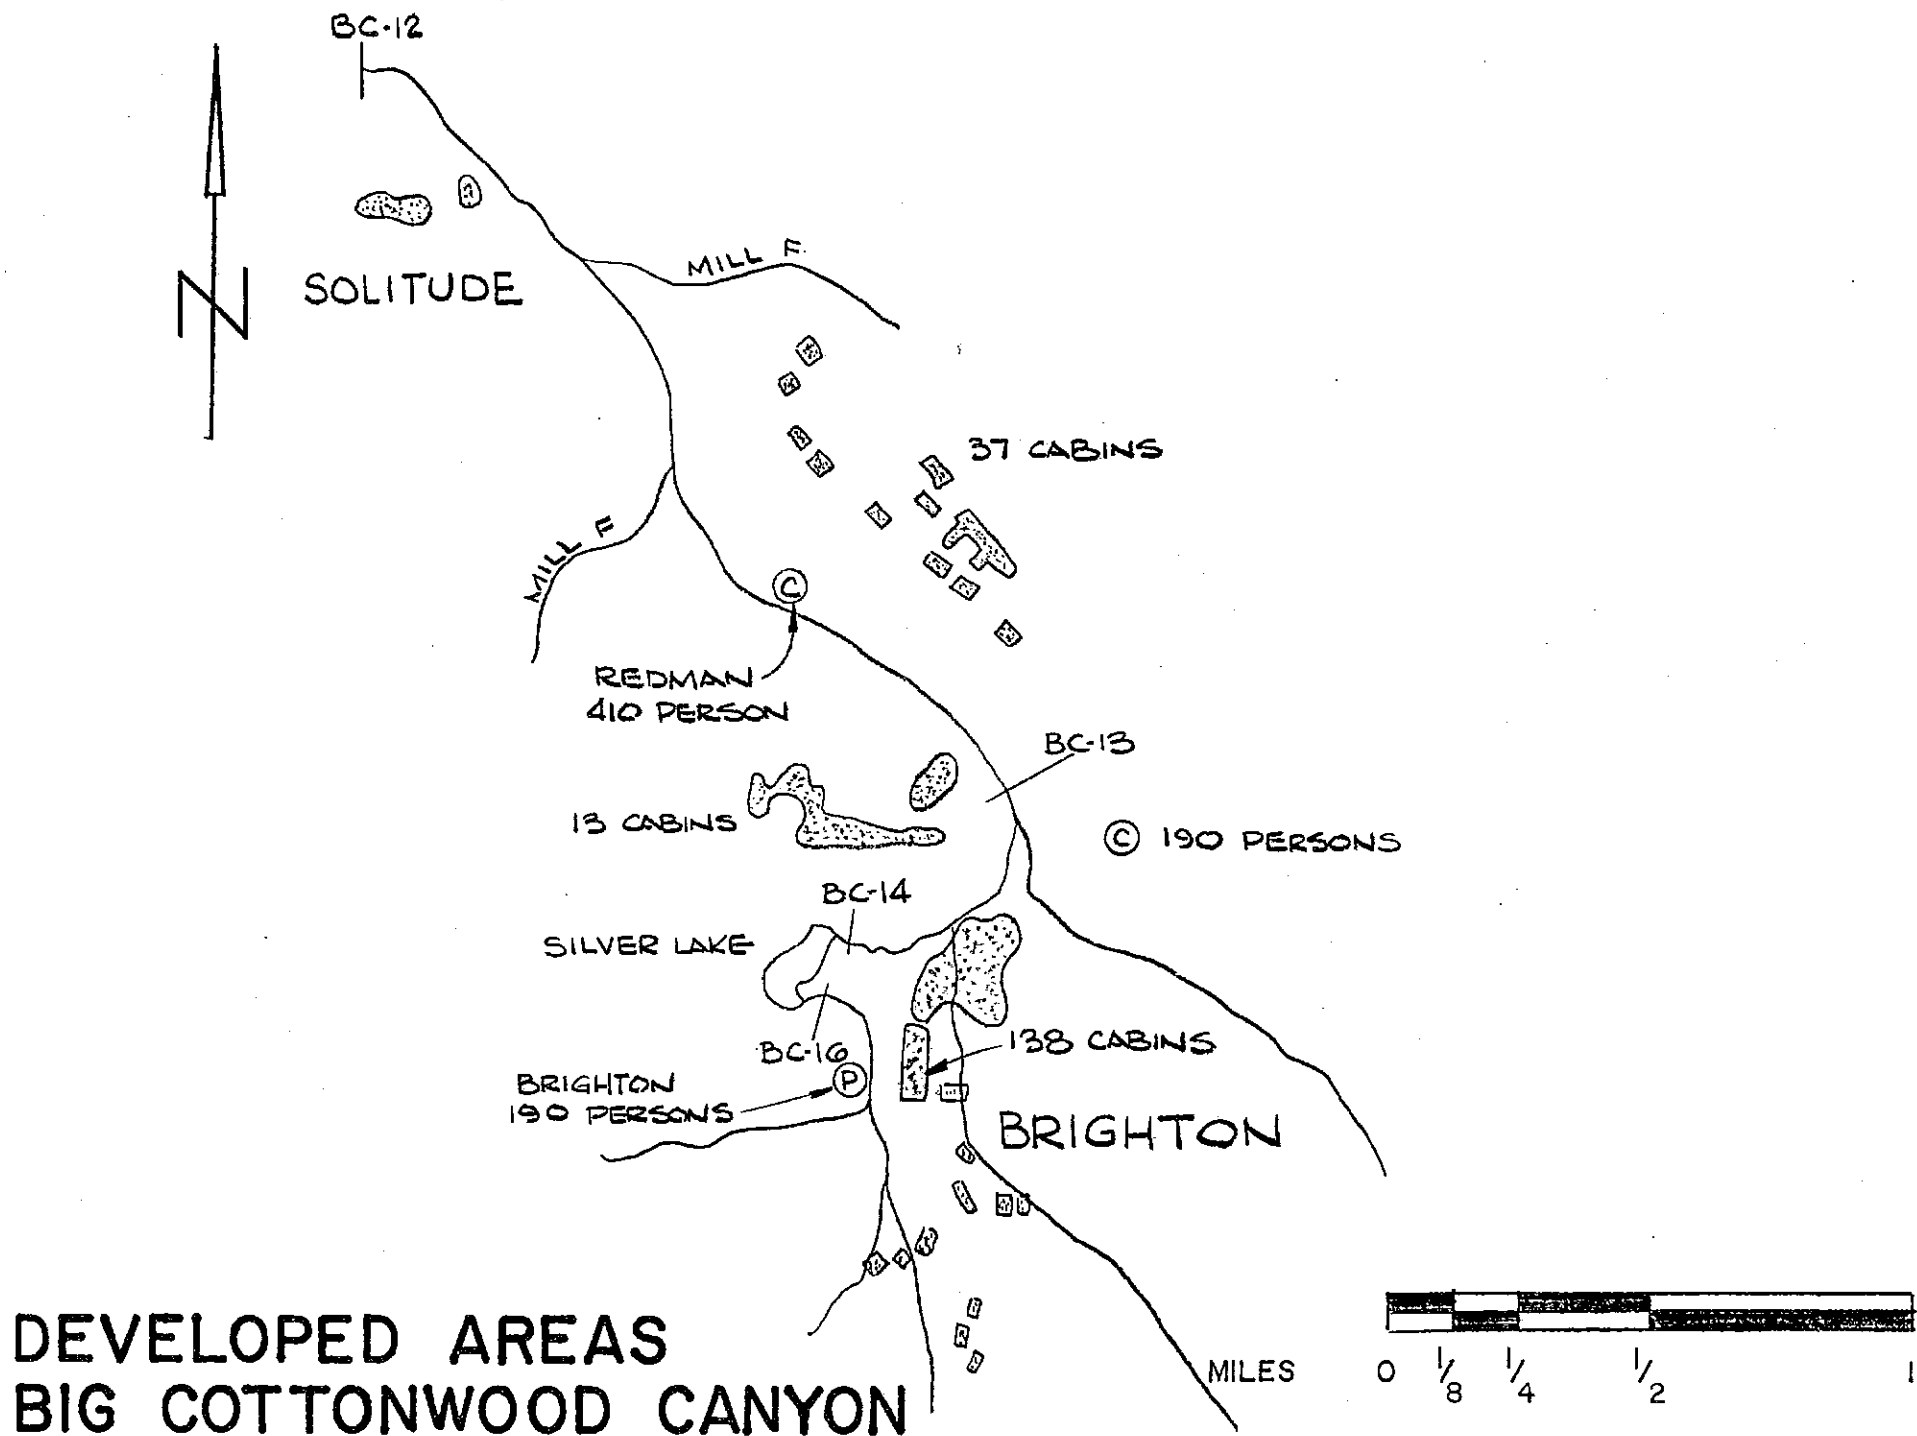 BC-12
N
SOLITUDE
MILL F.
37 CABINS
MILL F
C
REDMAN
410 PERSON
BC-13
13 CABINS
C 190 PERSONS
BC-14
SILVER LAKE
138 CABINS
BC-16
P
BRIGHTON
190 PERSONS
BRIGHTON
DEVELOPED AREAS
BIG COTTONWOOD CANYON
MILES 0 1/8 1/4 1/2 1